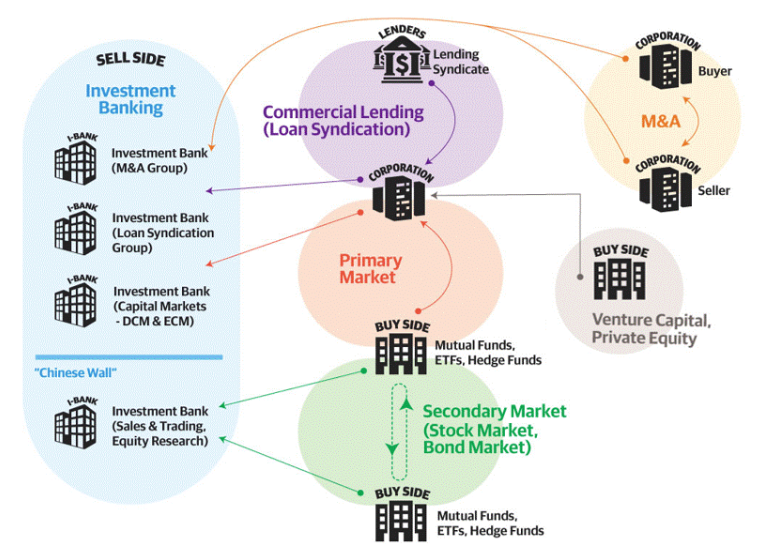 SELL SIDE
Investment
Banking
I-BANK
Investment Bank
(M&A Group)
I-BANK
Investment Bank
(Loan Syndication
Group)
I-BANK
Investment Bank
(Capital Markets
- DCM & ECM)
"Chinese Wall"
I-BANK
Investment Bank
(Sales & Trading,
Equity Research)
LENDERS
$
Lending
Syndicate
Commercial Lending
(Loan Syndication)
CORPORATION
Primary
Market
BUY SIDE
Mutual Funds,
ETFs, Hedge Funds
Secondary Market
(Stock Market,
Bond Market)
BUY SIDE
Mutual Funds,
ETFs, Hedge Funds
CORPORATION
Buyer
M&A
CORPORATION
Seller
BUY SIDE
Venture Capital,
Private Equity